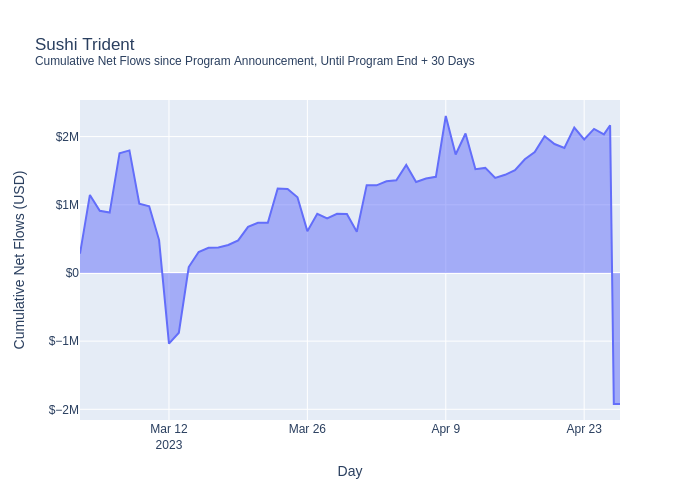 Sushi Trident
Cumulative Net Flows since Program Announcement, Until Program End + 30 Days
Cumulative Net Flows (USD)
$2M
$1M
$0
$−1M
$−2M
Mar 12
2023
Mar 26
Apr 9
Apr 23
Day